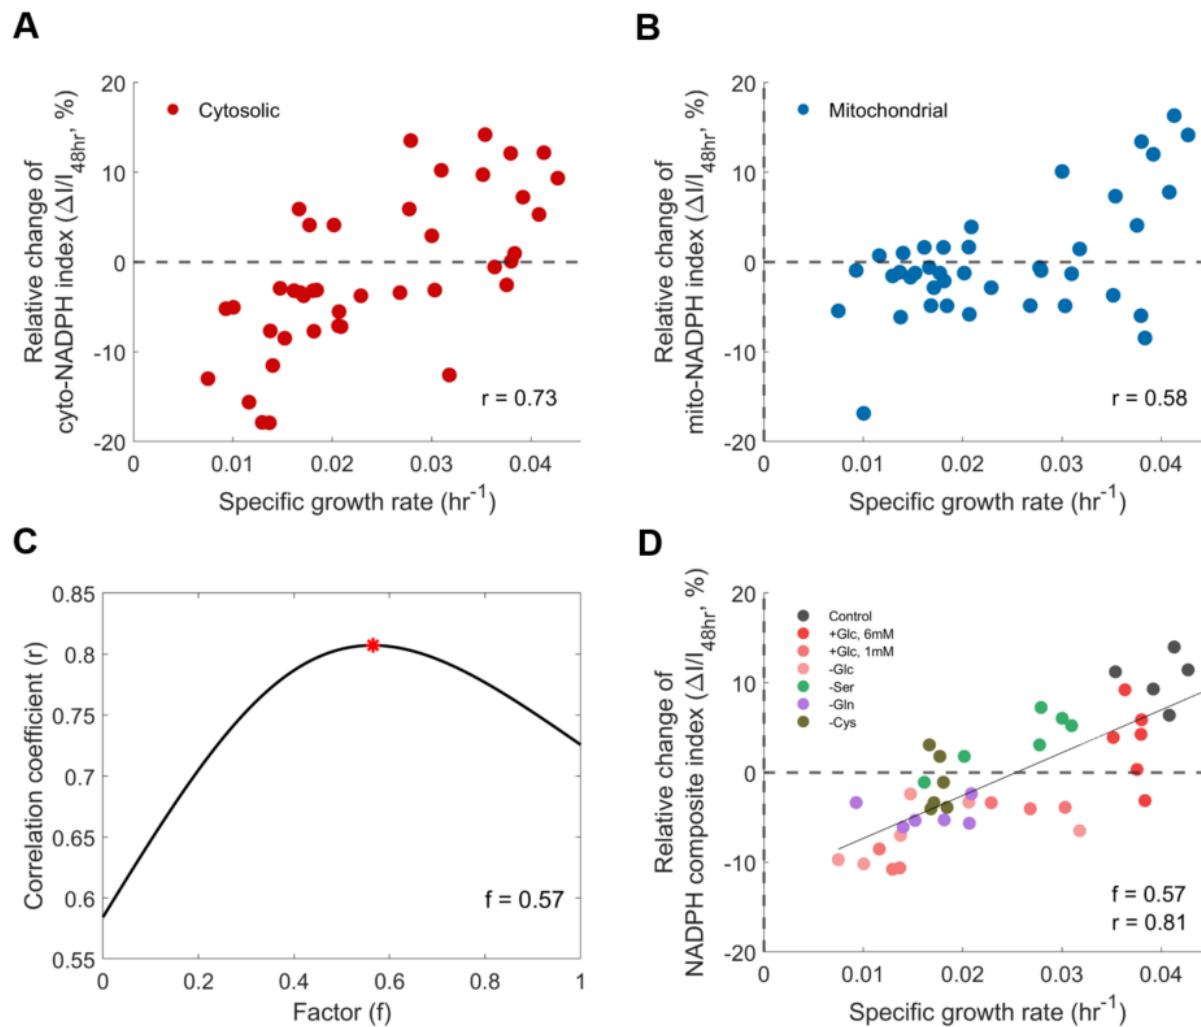 A
Relative change of
cyto-NADPH index (ΔI/I48hr, %)
20
10
0
-10
-20
Cytosolic
r = 0.73
0
0.01
0.02
0.03
0.04
Specific growth rate (hr-1)
B
Relative change of
mito-NADPH index (ΔI/I48hr, %)
20
10
0
-10
-20
Mitochondrial
r = 0.58
0
0.01
0.02
0.03
0.04
Specific growth rate (hr-1)
C
Correlation coefficient (r)
0.85
0.8
0.75
0.7
0.65
0.6
0.55
f = 0.57
0
0.2
0.4
0.6
0.8
1
Factor (f)
D
Relative change of
NADPH composite index (ΔI/I48hr, %)
20
10
0
-10
-20
Control
+Glc, 6mM
+Glc, 1mM
-Glc
-Ser
-Gln
-Cys
f = 0.57
r = 0.81
0
0.01
0.02
0.03
0.04
Specific growth rate (hr-1)